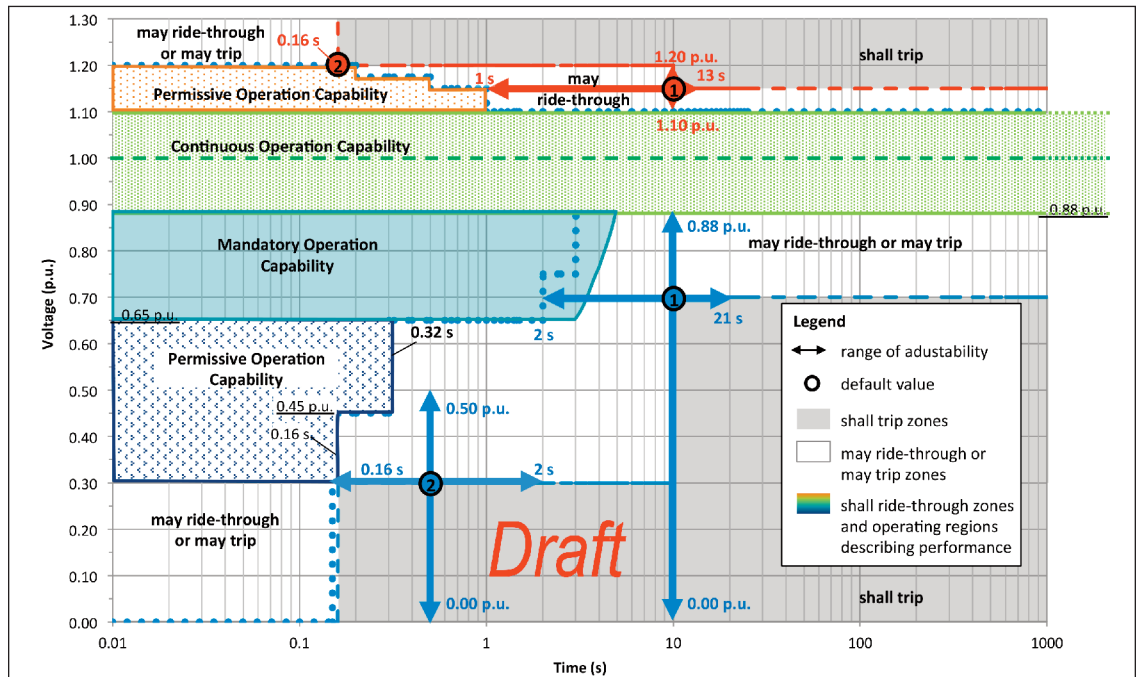 1.30
1.20
1.10
1.00
0.90
0.80
0.70
0.60
0.50
0.40
0.30
0.20
0.10
0.00
Voltage (p.u.)
may ride-through
or may trip
0.16 s
2
Permissive Operation Capability
1 s
may
ride-through
1.20 p.u.
13 s
1
1.10 p.u.
shall trip
Continuous Operation Capability
0.88 p.u.
Mandatory Operation
Capability
0.88 p.u.
may ride-through or may trip
1
21 s
2 s
0.65 p.u.
0.32 s
Permissive Operation
Capability
0.45 p.u.
0.16 s
0.50 p.u.
0.16 s
2 s
2
may ride-through
or may trip
Draft
0.00 p.u.
0.00 p.u.
Legend
range of adustability
default value
shall trip zones
may ride-through or
may trip zones
shall ride-through zones
and operating regions
describing performance
shall trip
0.01
0.1
1
10
100
1000
Time (s)